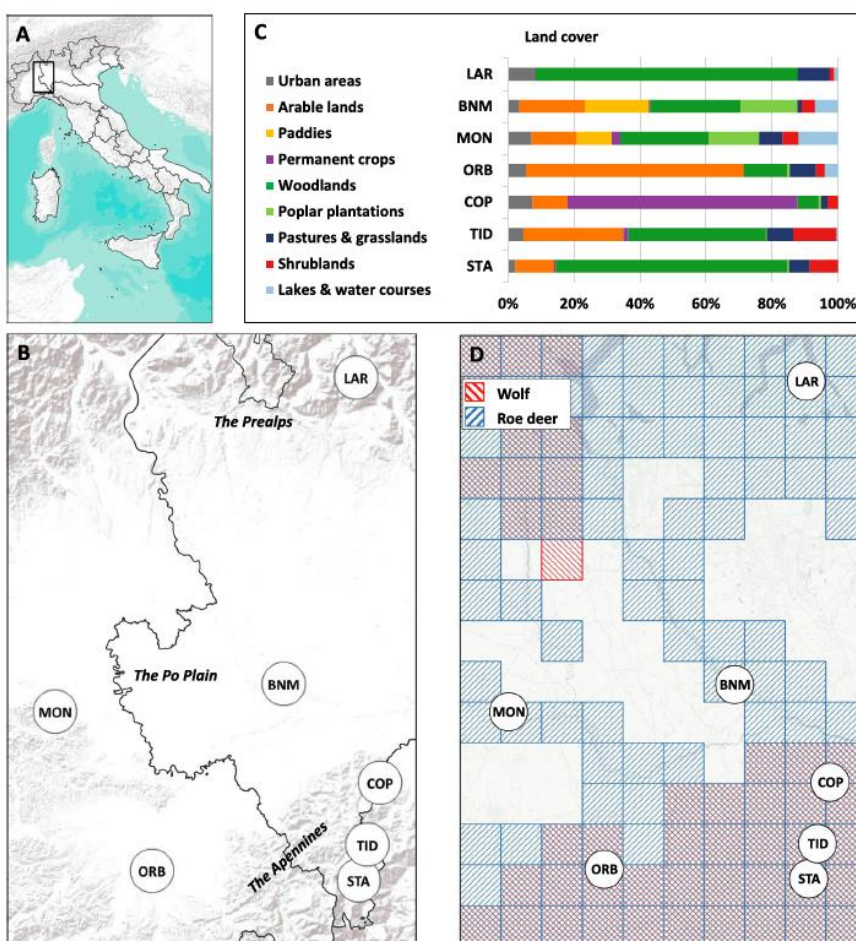 A
C
Land cover
Urban areas
Arable lands
Paddies
Permanent crops
Woodlands
Poplar plantations
Pastures & grasslands
Shrublands
Lakes & water courses
LAR
BNM
MON
ORB
COP
TID
STA
0% 20% 40% 60% 80% 100%
B
LAR
The Prealps
The Po Plain
BNM
MON
COP
The Apennines
TID
ORB
STA
D
Wolf
Roe deer
LAR
BNM
MON
COP
TID
ORB
STA